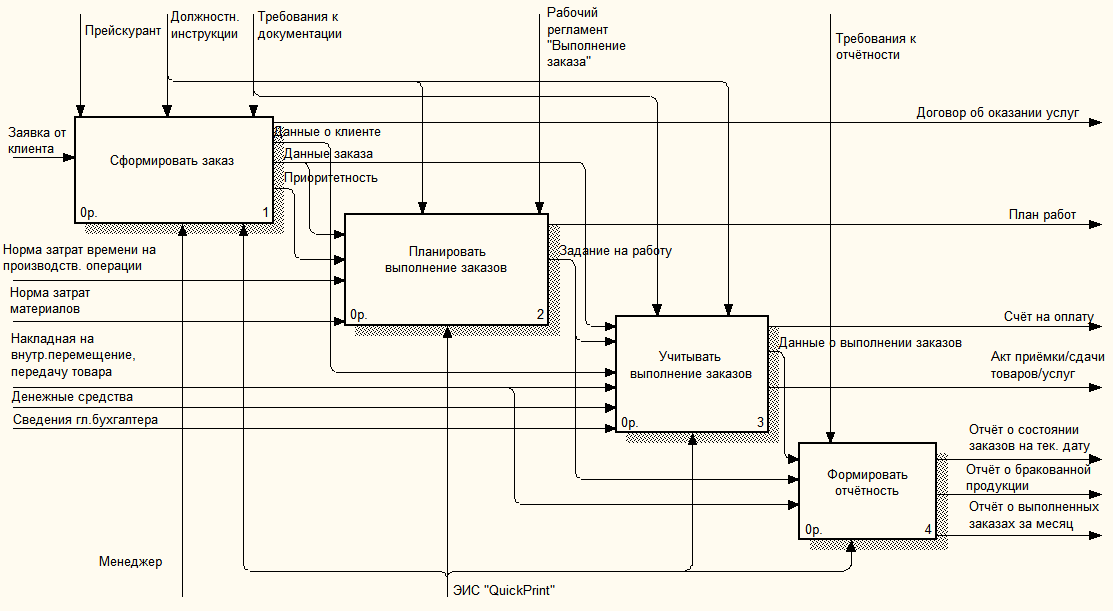 Прейскурант
Должностн.
инструкции
Требования к
документации
Рабочий
регламент
"Выполнение
заказа"
Требования к
отчётности
Договор об оказании услуг
Заявка от
клиента
Сформировать заказ
0р.
1
Данные о клиенте
Данные заказа
Приоритетность
План работ
Норма затрат времени на
производств. операции
Планировать
выполнение заказов
0р.
2
Задание на работу
Норма затрат
материалов
Счёт на оплату
Накладная на
внутр.перемещение,
передачу товара
Учитывать
выполнение заказов
0р.
3
Данные о выполнении заказов
Акт приёмки/сдачи
товаров/услуг
Денежные средства
Сведения гл.бухгалтера
Отчёт о состоянии
заказов на тек. дату
Формировать
отчётность
0р.
4
Отчёт о бракованной
продукции
Отчёт о выполненных
заказах за месяц
Менеджер
ЭИС "QuickPrint"